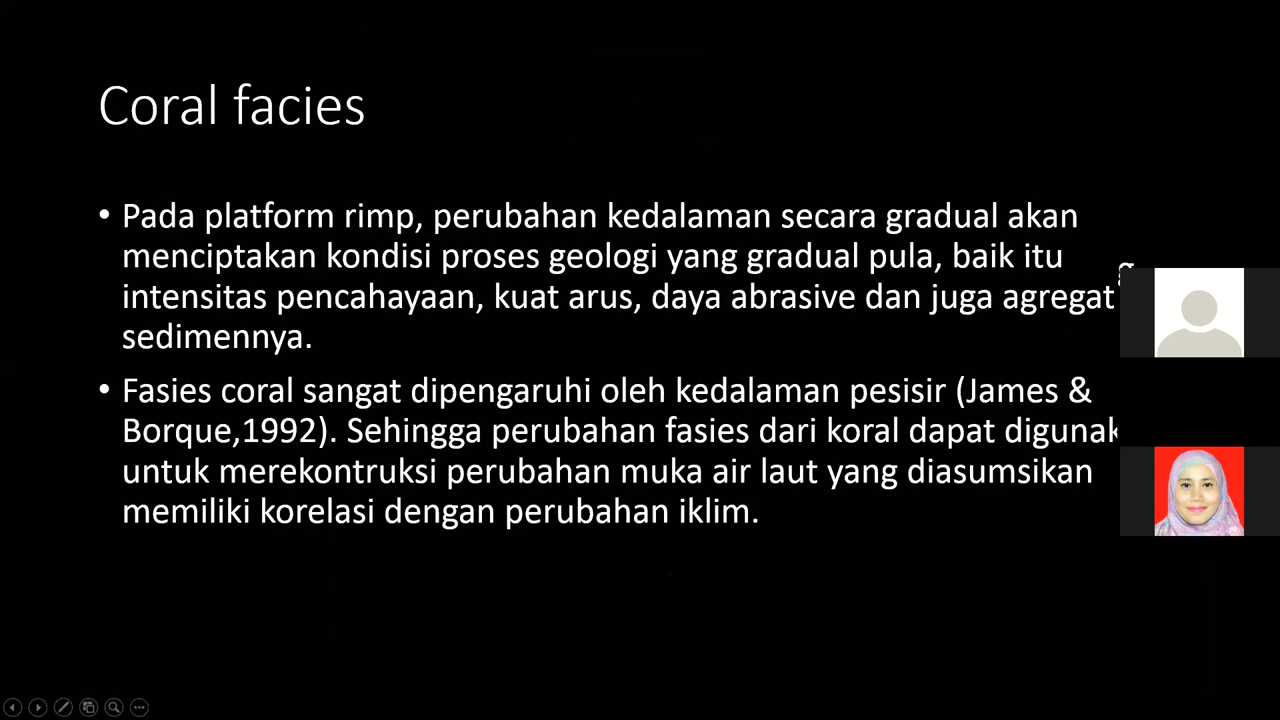 Coral facies
• Pada platform rimp, perubahan kedalaman secara gradual akan
menciptakan kondisi proses geologi yang gradual pula, baik itu
intensitas pencahayaan, kuat arus, daya abrasive dan juga agregat
sedimennya.
• Fasies coral sangat dipengaruhi oleh kedalaman pesisir (James &
Borque,1992). Sehingga perubahan fasies dari koral dapat
untuk merekontruksi perubahan muka air laut yang diasumsikan
memiliki korelasi dengan perubahan iklim.